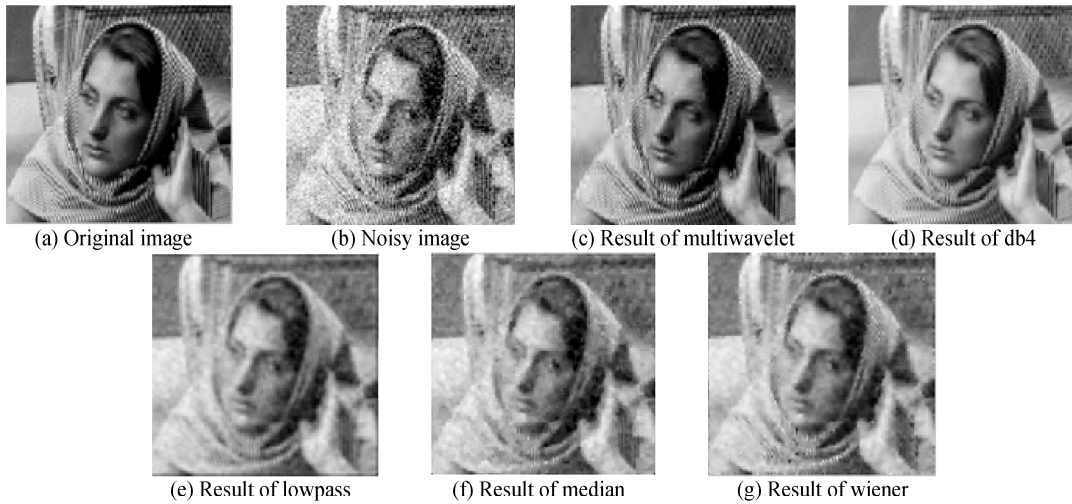 (a) Original image
(b) Noisy image
(c) Result of multiwavelet
(d) Result of db4
(e) Result of lowpass
(f) Result of median
(g) Result of wiener